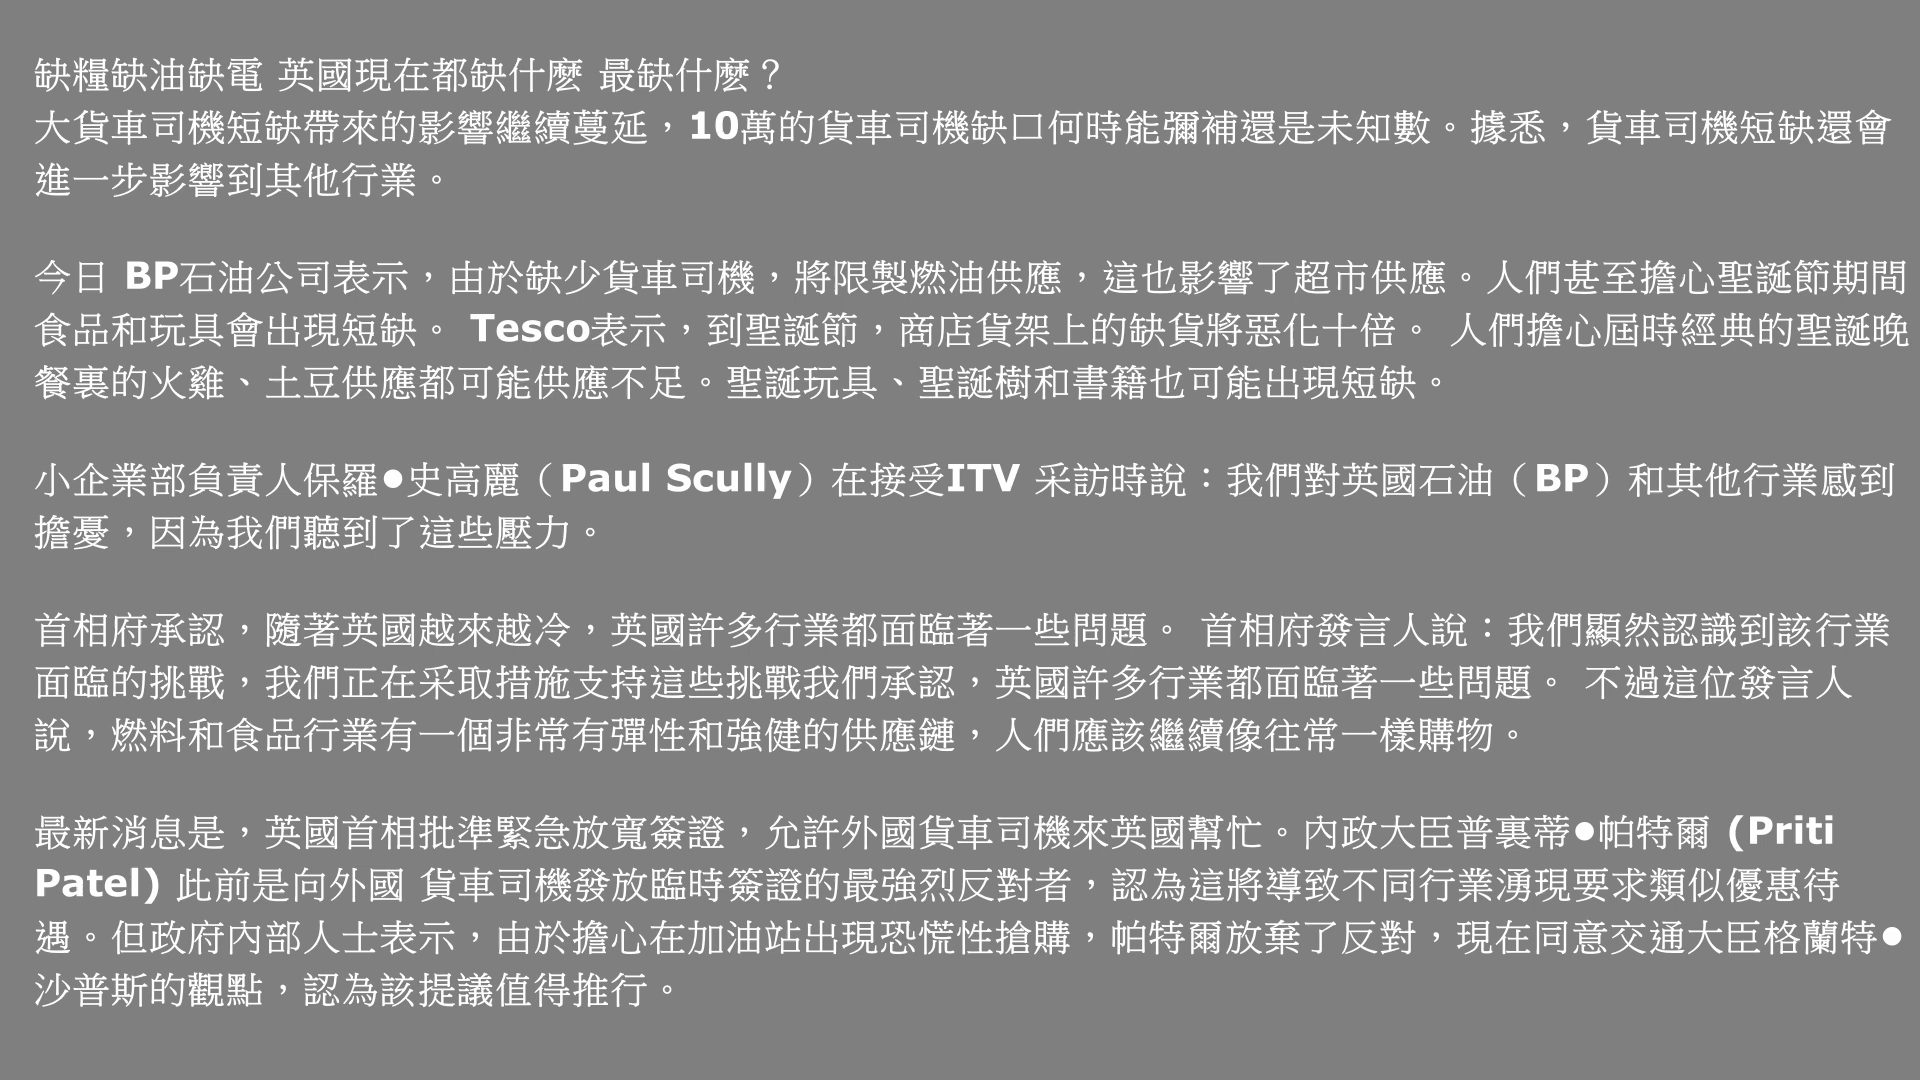 缺糧缺油缺電 英國現在都缺什麽 最缺什麽？
大貨車司機短缺帶來的影響繼續蔓延，10萬的貨車司機缺口何時能彌補還是未知數。據悉，貨車司機短缺還會
進一步影響到其他行業。
今日 BP石油公司表示，由於缺少貨車司機，將限製燃油供應，這也影響了超市供應。人們甚至擔心聖誕節期間
食品和玩具會出現短缺。 Tesco表示，到聖誕節，商店貨架上的缺貨將惡化十倍。 人們擔心屆時經典的聖誕晚
餐裏的火雞、土豆供應都可能供應不足。聖誕玩具、聖誕樹和書籍也可能出現短缺。
小企業部負責人保羅●史高麗（Paul Scully）在接受ITV 采訪時說：我們對英國石油（BP）和其他行業感到
擔憂，因為我們聽到了這些壓力。
首相府承認，隨著英國越來越冷，英國許多行業都面臨著一些問題。 首相府發言人說：我們顯然認識到該行業
面臨的挑戰，我們正在采取措施支持這些挑戰我們承認，英國許多行業都面臨著一些問題。 不過這位發言人
說，燃料和食品行業有一個非常有彈性和強健的供應鏈，人們應該繼續像往常一樣購物。
最新消息是，英國首相批準緊急放寬簽證，允許外國貨車司機來英國幫忙。內政大臣普裏蒂●帕特爾 (Priti
Patel) 此前是向外國 貨車司機發放臨時簽證的最強烈反對者，認為這將導致不同行業湧現要求類似優惠待
遇。但政府內部人士表示，由於擔心在加油站出現恐慌性搶購，帕特爾放棄了反對，現在同意交通大臣格蘭特●
沙普斯的觀點，認為該提議值得推行。